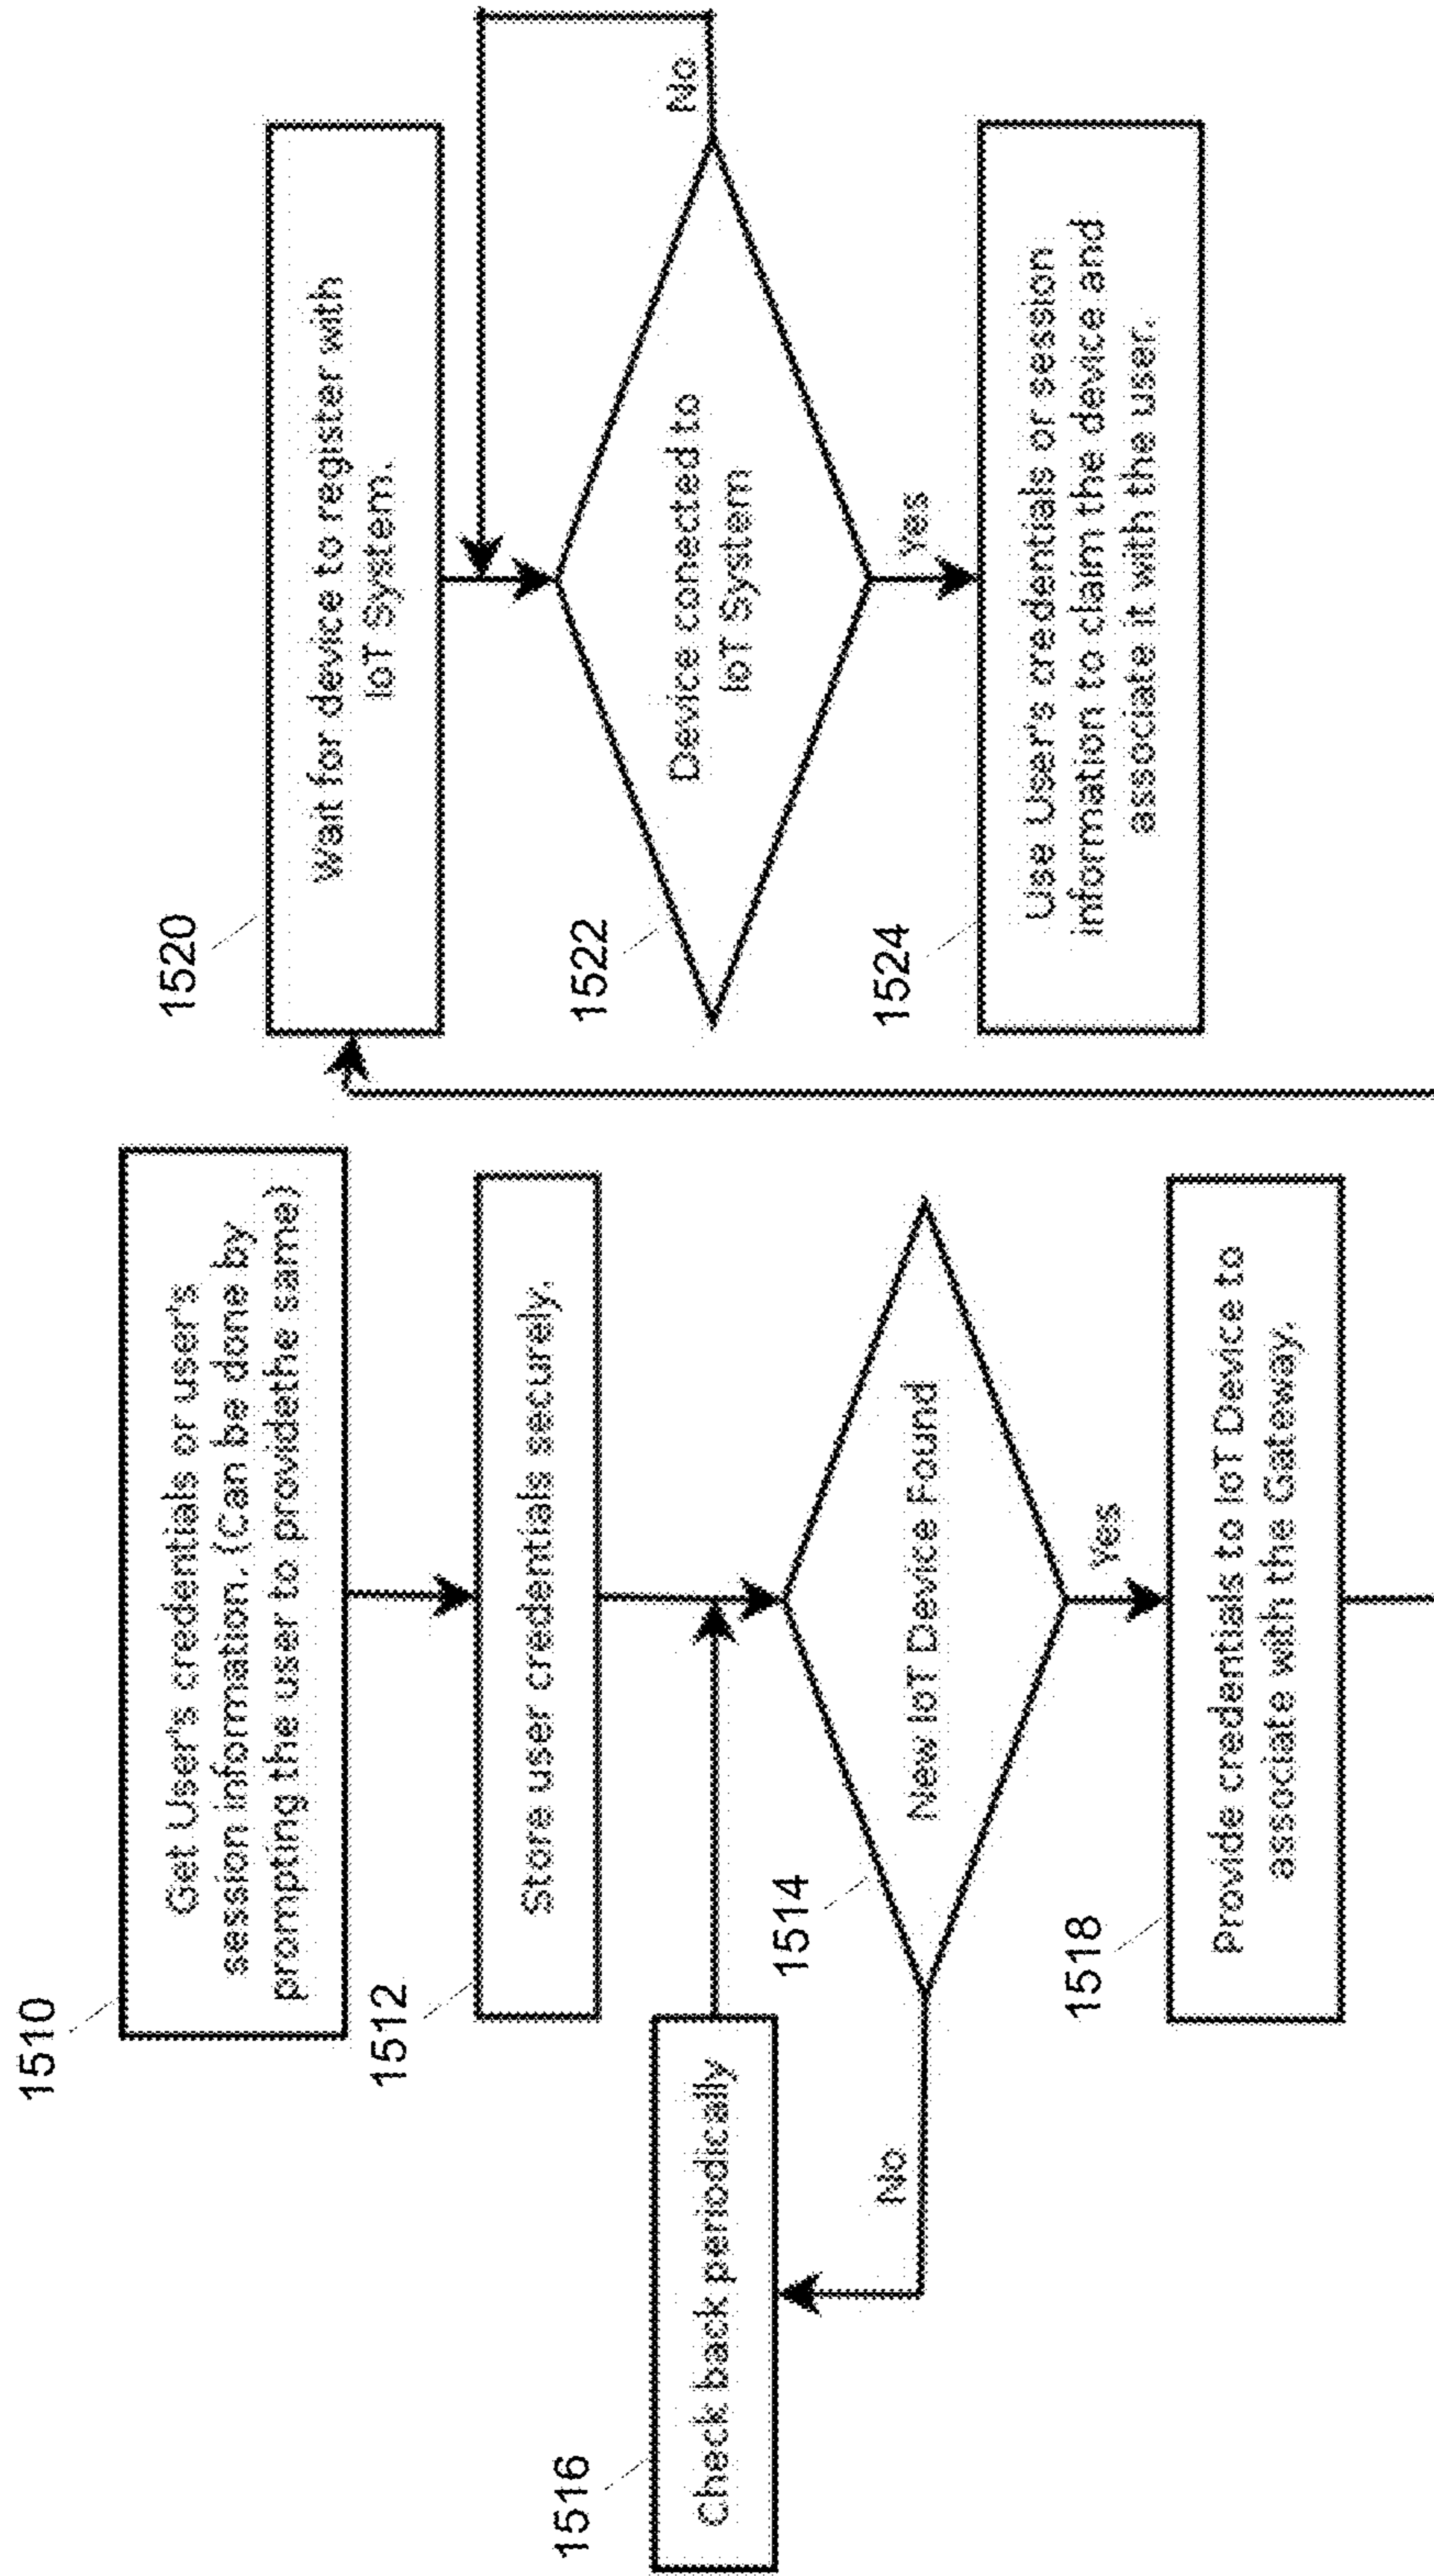 1510
Get User's credentials or user's
session information. (Can be done by
prompting the user to providethe same)
1512
Store user credentials securely.
1516
Check back periodically
1514
New IoT Device Found
No
Yes
1518
Provide credentials to IoT Device to
associate with the Gateway.
1520
Wait for device to register with
IoT System.
1522
Device conected to
IoT System
No
Yes
1524
Use User's credentials or session
information to claim the device and
associate it with the user.